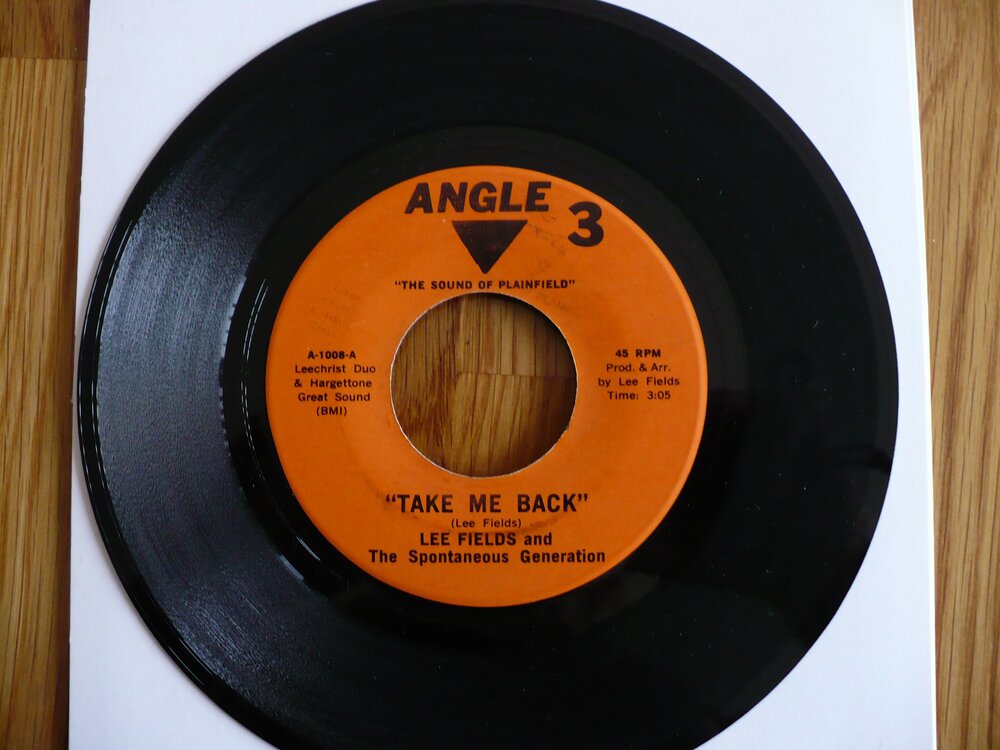 ANGLE 3
"THE SOUND OF PLAINFIELD"
A-1008-A
Leechrist Duo
& Hargettone
Great Sound
(BMI)
45 RPM
Prod. & Arr.
by Lee Fields
Time: 3:05
"TAKE ME BACK"
(Lee Fields)
LEE FIELDS and
The Spontaneous Generation